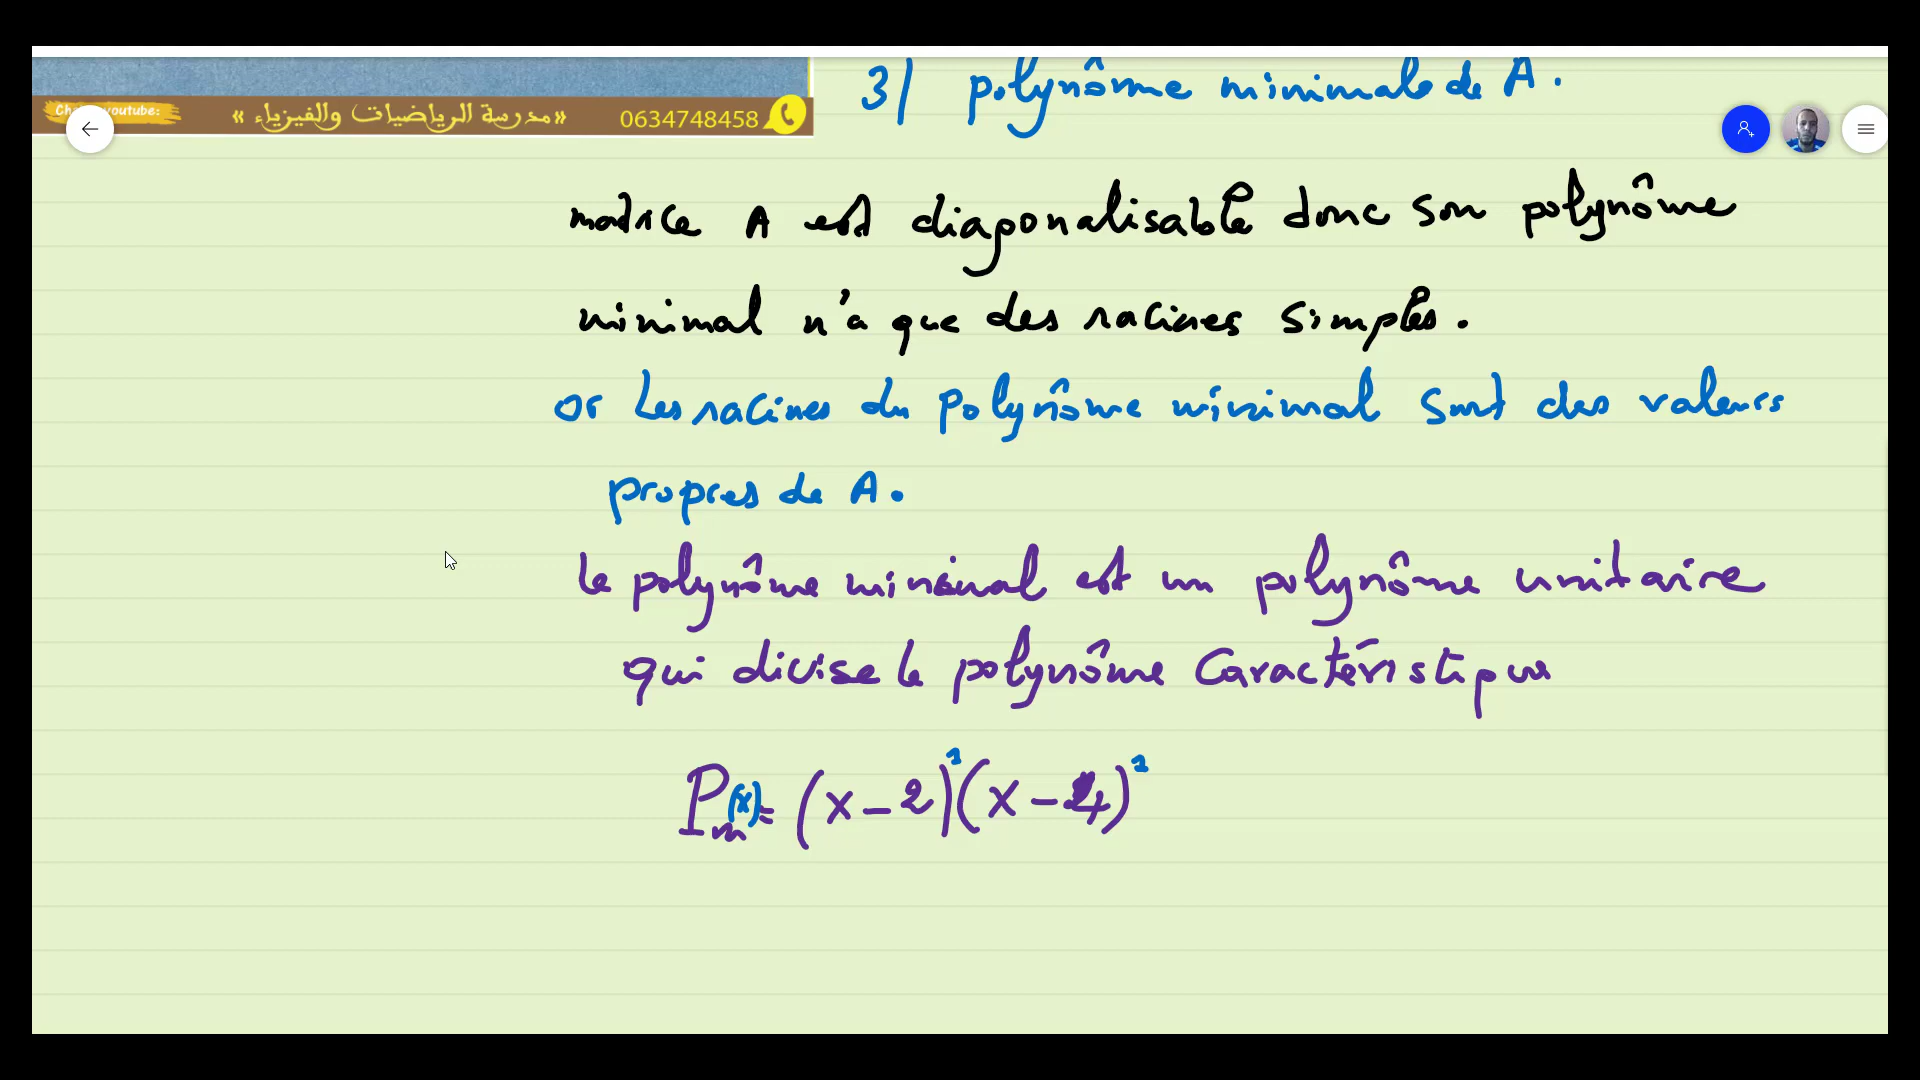 3/ polynôme minimale de A.
youtube:
« مدرسة الرياضيات والفيزياء »
0634748458
matrice A est diagonalisable donc son polynôme
minimal n'a que des racines simples.
or Les racines du polynôme minimal sont des valeurs
propres de A.
le polynôme minimal est un polynôme unitaire
qui divise le polynôme Caractéristique
Pm(x) = (x-2)¹(x-4)¹